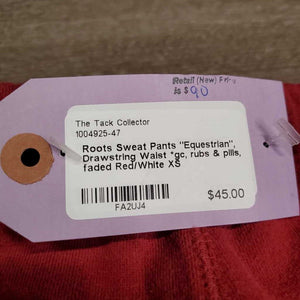 Retail (New) Price
is $90
The Tack Collector
1004925-47
Roots Sweat Pants "Equestrian",
Drawstring Waist *gc, rubs & pills,
faded Red/White XS
$45.00
FA2UJ4